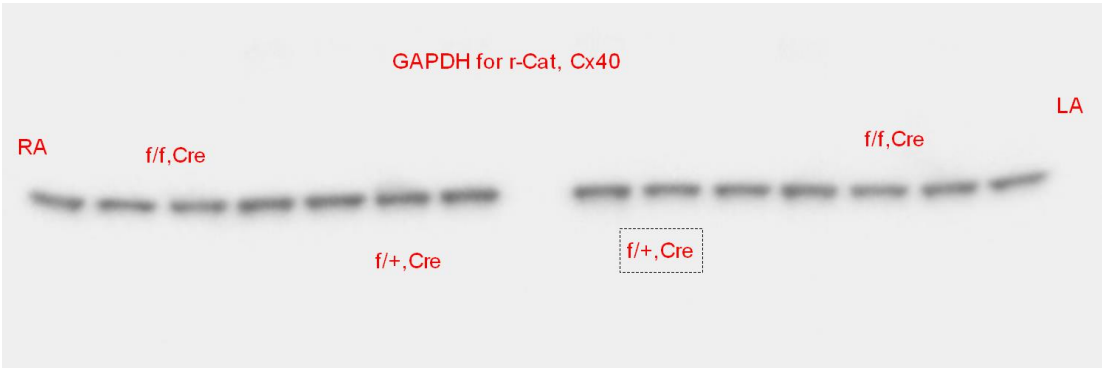 GAPDH for r-Cat, Cx40
LA
RA
f/f,Cre
f/f,Cre
f/+,Cre
f/+,Cre